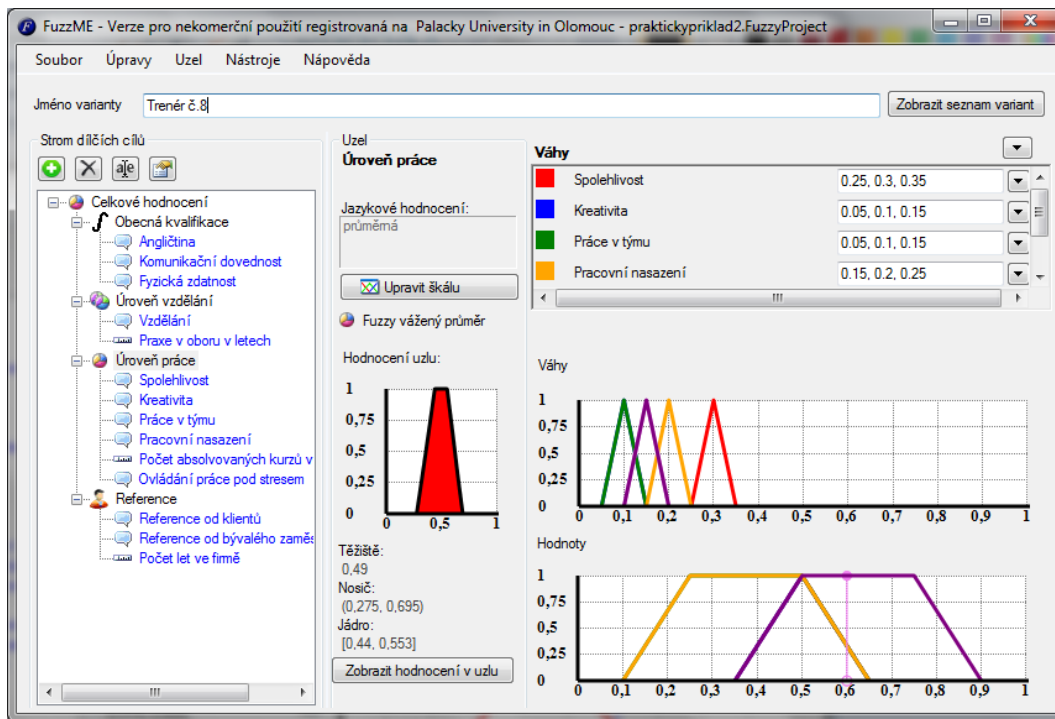 FuzzME - Verze pro nekomerční použití registrovaná na Palacky University in Olomouc - praktickypriklad2.FuzzyProject
Soubor Úpravy Uzel Nástroje Nápověda
Jméno varianty Trenér č.8 Zobrazit seznam variant
Strom dílčích cílů
aje
Celkové hodnocení
Obecná kvalifikace
Angličtina
Komunikační dovednost
Fyzická zdatnost
Úroveň vzdělání
Vzdělání
Praxe v oboru v letech
Úroveň práce
Spolehlivost
Kreativita
Práce v týmu
Pracovní nasazení
Počet absolvovaných kurzů v
Ovládání práce pod stresem
Reference
Reference od klientů
Reference od bývalého zaměs
Počet let ve firmě
Uzel
Úroveň práce
Jazykové hodnocení:
průměrná
Upravit škálu
Fuzzy vážený průměr
Hodnocení uzlu:
1
0,75
0,5
0,25
0
0 0,5 1
Těžiště:
0,49
Nosič:
(0,275, 0,695)
Jádro:
[0,44, 0,553]
Zobrazit hodnocení v uzlu
Váhy
Spolehlivost 0.25, 0.3, 0.35
Kreativita 0.05, 0.1, 0.15
Práce v týmu 0.05, 0.1, 0.15
Pracovní nasazení 0.15, 0.2, 0.25
Váhy
1
0,75
0,5
0,25
0
0 0,1 0,2 0,3 0,4 0,5 0,6 0,7 0,8 0,9 1
Hodnoty
1
0,75
0,5
0,25
0
0 0,1 0,2 0,3 0,4 0,5 0,6 0,7 0,8 0,9 1